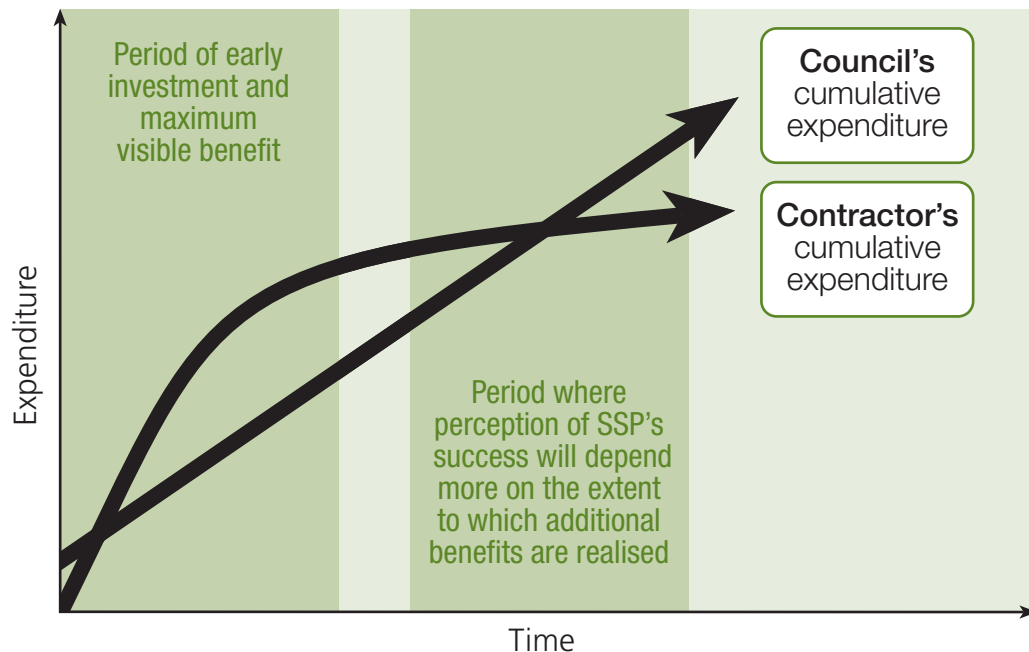 Period of early
investment and
maximum
visible benefit
Council's
cumulative
expenditure
Contractor's
cumulative
expenditure
Expenditure
Period where
perception of SSP's
success will depend
more on the extent
to which additional
benefits are realised
Time